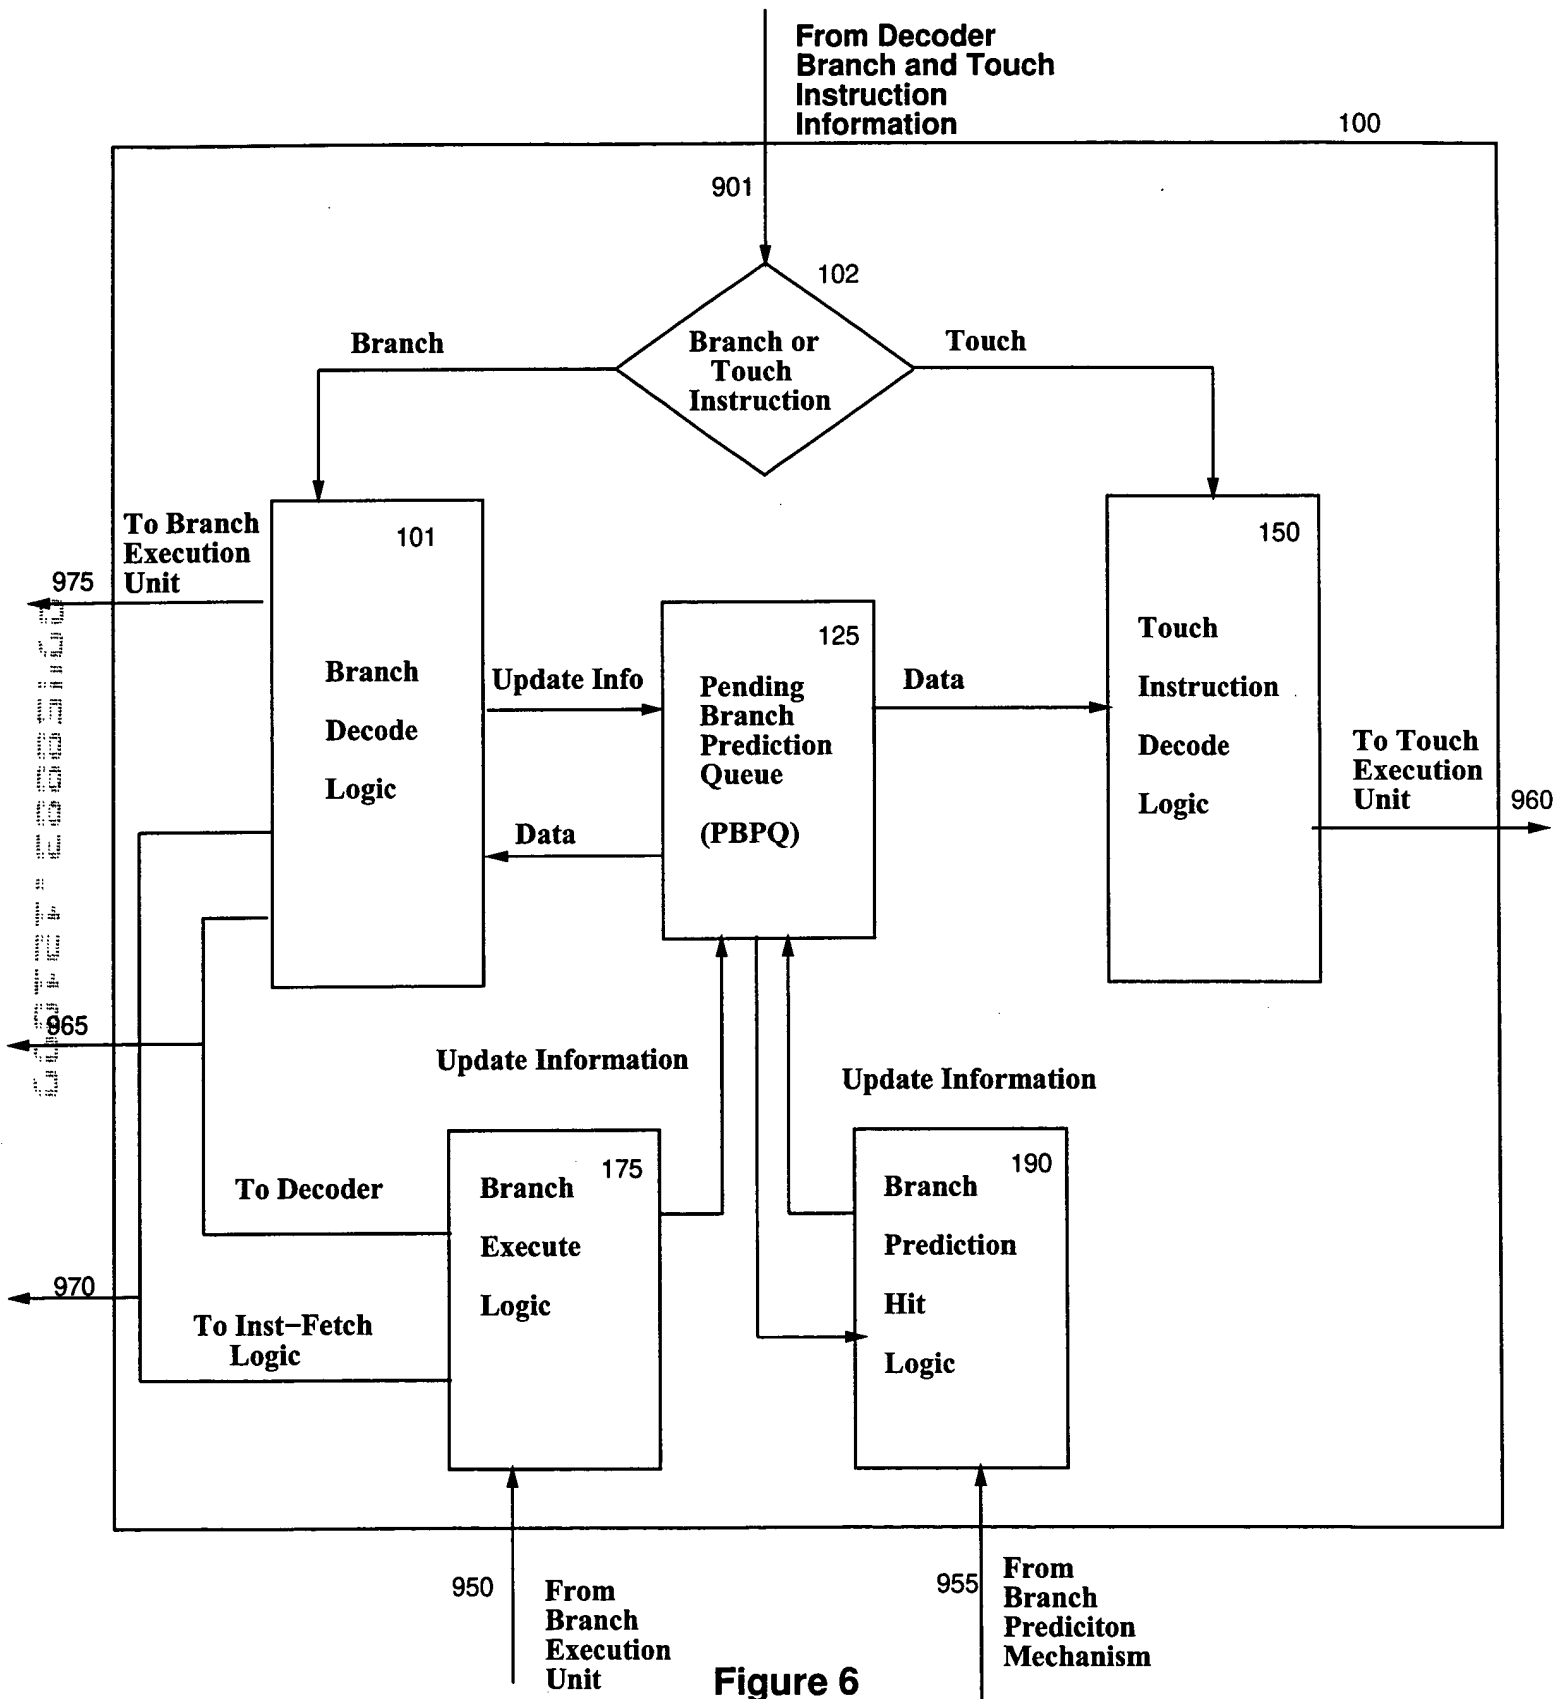 From Decoder
Branch and Touch
Instruction
Information
100
901
102
Branch
Branch or
Touch
Instruction
Touch
To Branch
Execution
Unit
975
101
Branch
Decode
Logic
Update Info
Data
125
Pending
Branch
Prediction
Queue
(PBPQ)
Data
150
Touch
Instruction
Decode
Logic
To Touch
Execution
Unit
960
965
Update Information
Update Information
To Decoder
175
Branch
Execute
Logic
190
Branch
Prediction
Hit
Logic
970
To Inst-Fetch
Logic
950
From
Branch
Execution
Unit
955
From
Branch
Prediciton
Mechanism
Figure 6